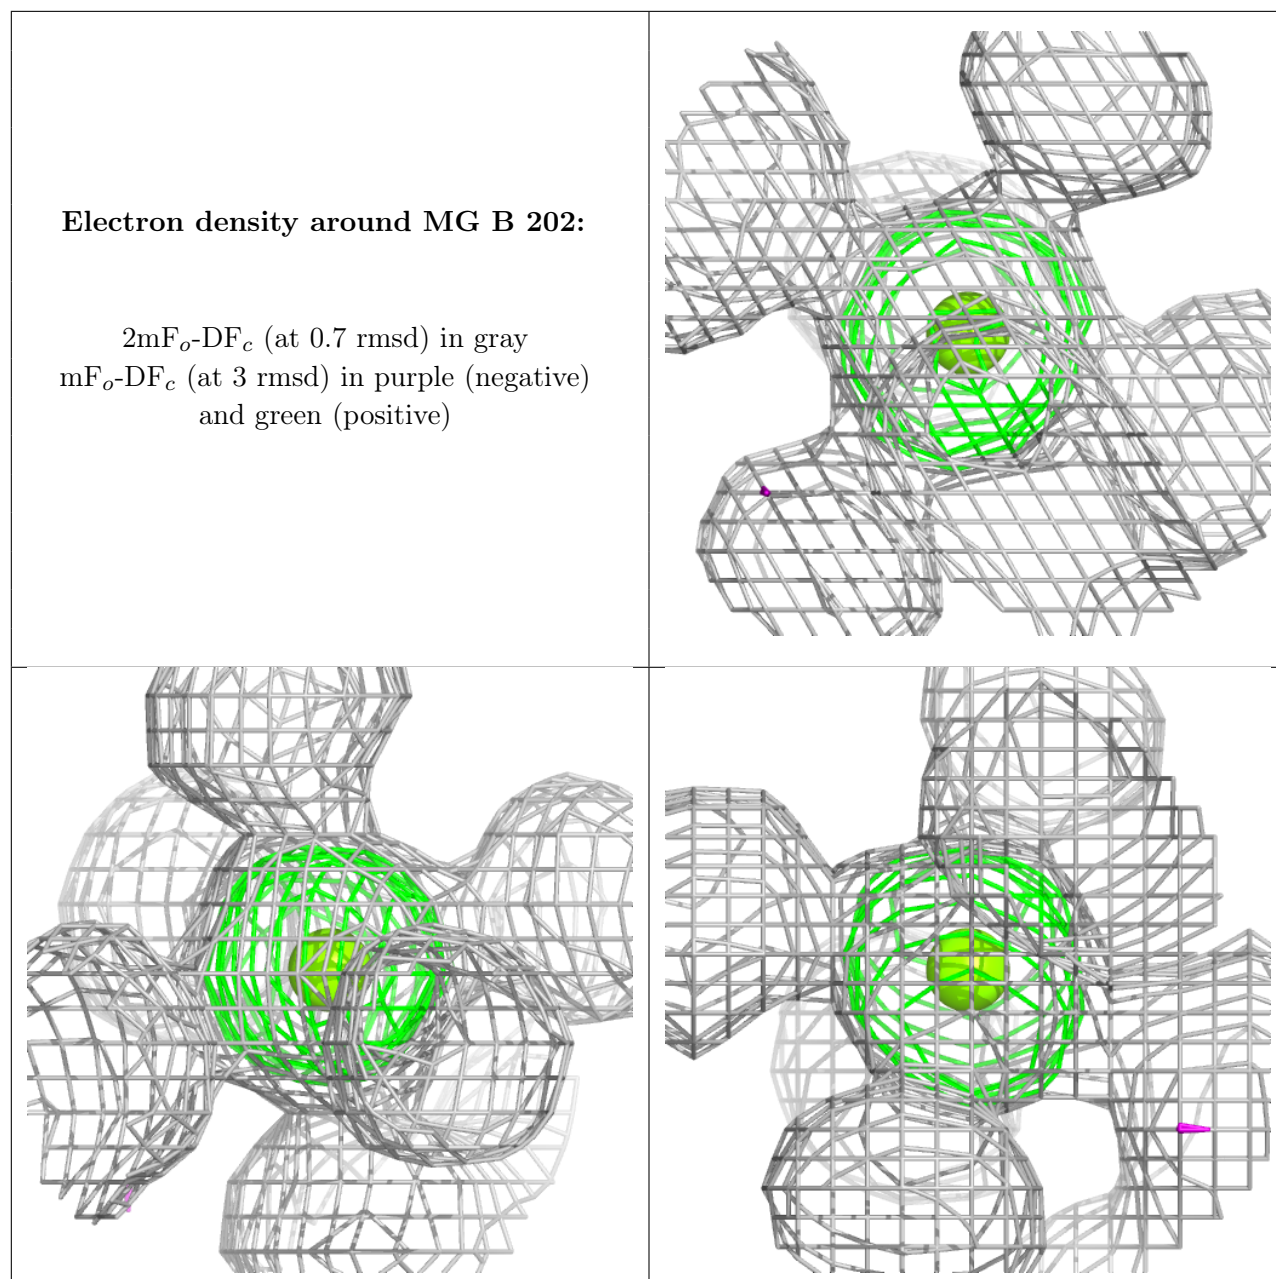 Electron density around MG B 202:
2mFo-DFc (at 0.7 rmsd) in gray
mFo-DFc (at 3 rmsd) in purple (negative)
and green (positive)